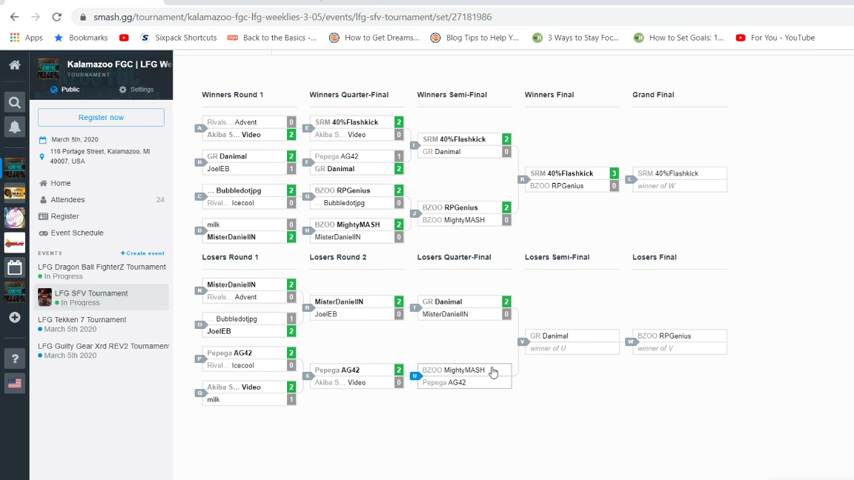 smash.gg/tournament/kalamazoo-fgc-lfg-weeklies-3-05/events/lfg-sfv-tournament/set/27181986
Apps Bookmarks Sixpack Shortcuts Back to the Basics -... How to Get Dreams... Blog Tips to Help Y... 3 Ways to Stay Foc... How to Set Goals: 1... For You - YouTube
Kalamazoo FGC | LFG We
TOURNAMENT
Public Settings
Register now
March 5th, 2020
116 Portage Street, Kalamazoo, MI
49007, USA
Home
Attendees 24
Register
Event Schedule
EVENTS + Create event
LFG Dragon Ball FighterZ Tournament
In Progress
LFG SFV Tournament
In Progress
LFG Tekken 7 Tournament
March 5th 2020
LFG Guilty Gear Xrd REV2 Tournament
March 5th 2020
Winners Round 1 Winners Quarter-Final Winners Semi-Final Winners Final Grand Final
A Rivals... Advent 0
Akiba S... Video 2
GR Danimal 2
JoelEB 1
C ... Bubbledotjpg 2
Rival... Icecool 0
D milk 0
MisterDanielIN 2
E SRM 40%Flashkick 2
Akiba S... Video 0
F Pepega AG42 1
GR Danimal 2
G BZOO RPGenius 2
Bubbledotjpg 0
H BZOO MightyMASH 2
MisterDanielIN 0
I SRM 40%Flashkick 2
GR Danimal 0
J BZOO RPGenius 2
BZOO MightyMASH 0
K SRM 40%Flashkick 3
BZOO RPGenius 0
L SRM 40%Flashkick
winner of W
Losers Round 1 Losers Round 2 Losers Quarter-Final Losers Semi-Final Losers Final
MisterDanielIN 2
Rivals... Advent 0
O Bubbledotjpg 1
JoelEB 2
P Pepega AG42 2
Rival... Icecool 0
Q Akiba S... Video 2
milk 1
MisterDanielIN 2
JoelEB 0
S Pepega AG42 2
Akiba S... Video 0
T GR Danimal 2
MisterDanielIN 0
U BZOO MightyMASH
Pepega AG42
V GR Danimal
winner of U
W BZOO RPGenius
winner of V